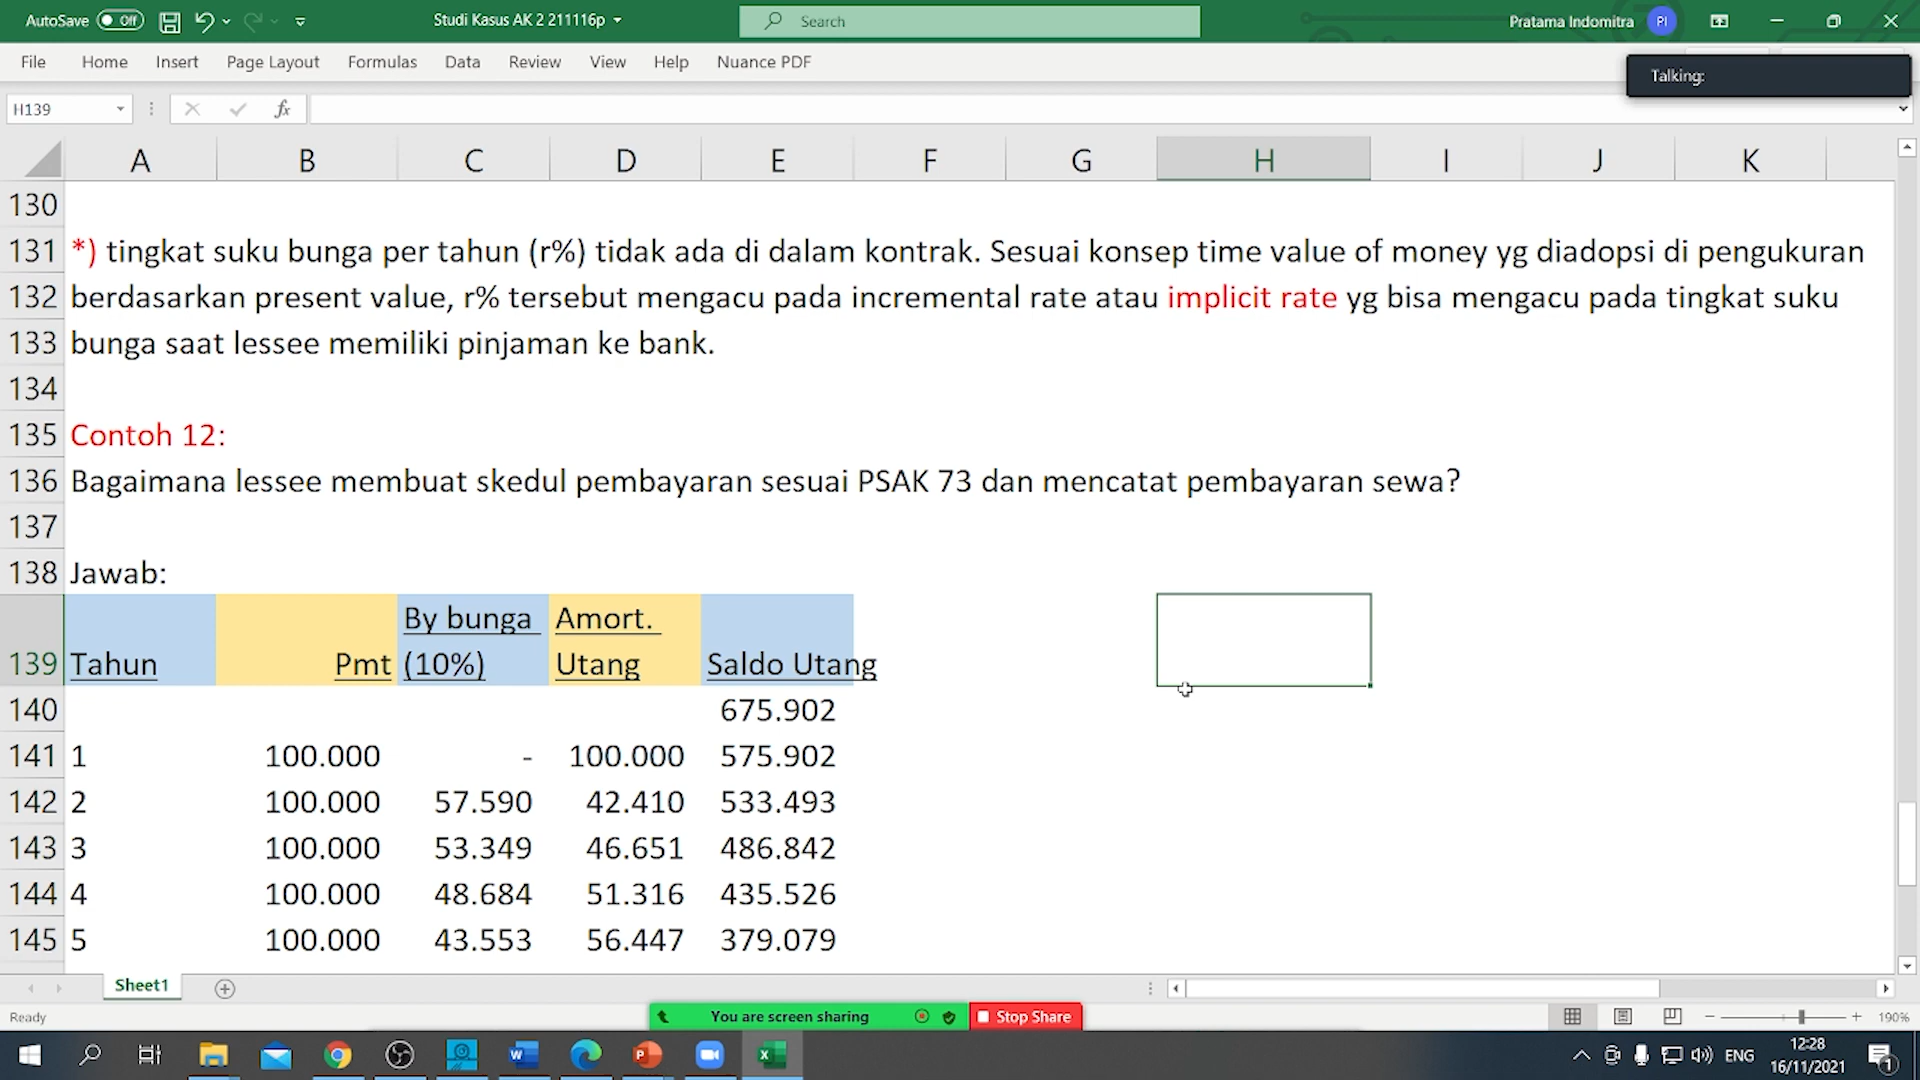 AutoSave Off
Studi Kasus AK 2 211116p
Search
Pratama Indomitra PI
File Home Insert Page Layout Formulas Data Review View Help Nuance PDF
Talking:
H139
fx
A B C D E F G H I J K
130
131 *) tingkat suku bunga per tahun (r%) tidak ada di dalam kontrak. Sesuai konsep time value of money yg diadopsi di pengukuran
132 berdasarkan present value, r% tersebut mengacu pada incremental rate atau implicit rate yg bisa mengacu pada tingkat suku
133 bunga saat lessee memiliki pinjaman ke bank.
134
135 Contoh 12:
136 Bagaimana lessee membuat skedul pembayaran sesuai PSAK 73 dan mencatat pembayaran sewa?
137
138 Jawab:
By bunga Amort.
139 Tahun Pmt (10%) Utang Saldo Utang
140 675.902
141 1 100.000 - 100.000 575.902
142 2 100.000 57.590 42.410 533.493
143 3 100.000 53.349 46.651 486.842
144 4 100.000 48.684 51.316 435.526
145 5 100.000 43.553 56.447 379.079
Sheet1
Ready
You are screen sharing Stop Share
190%
ENG
12:28
16/11/2021
1